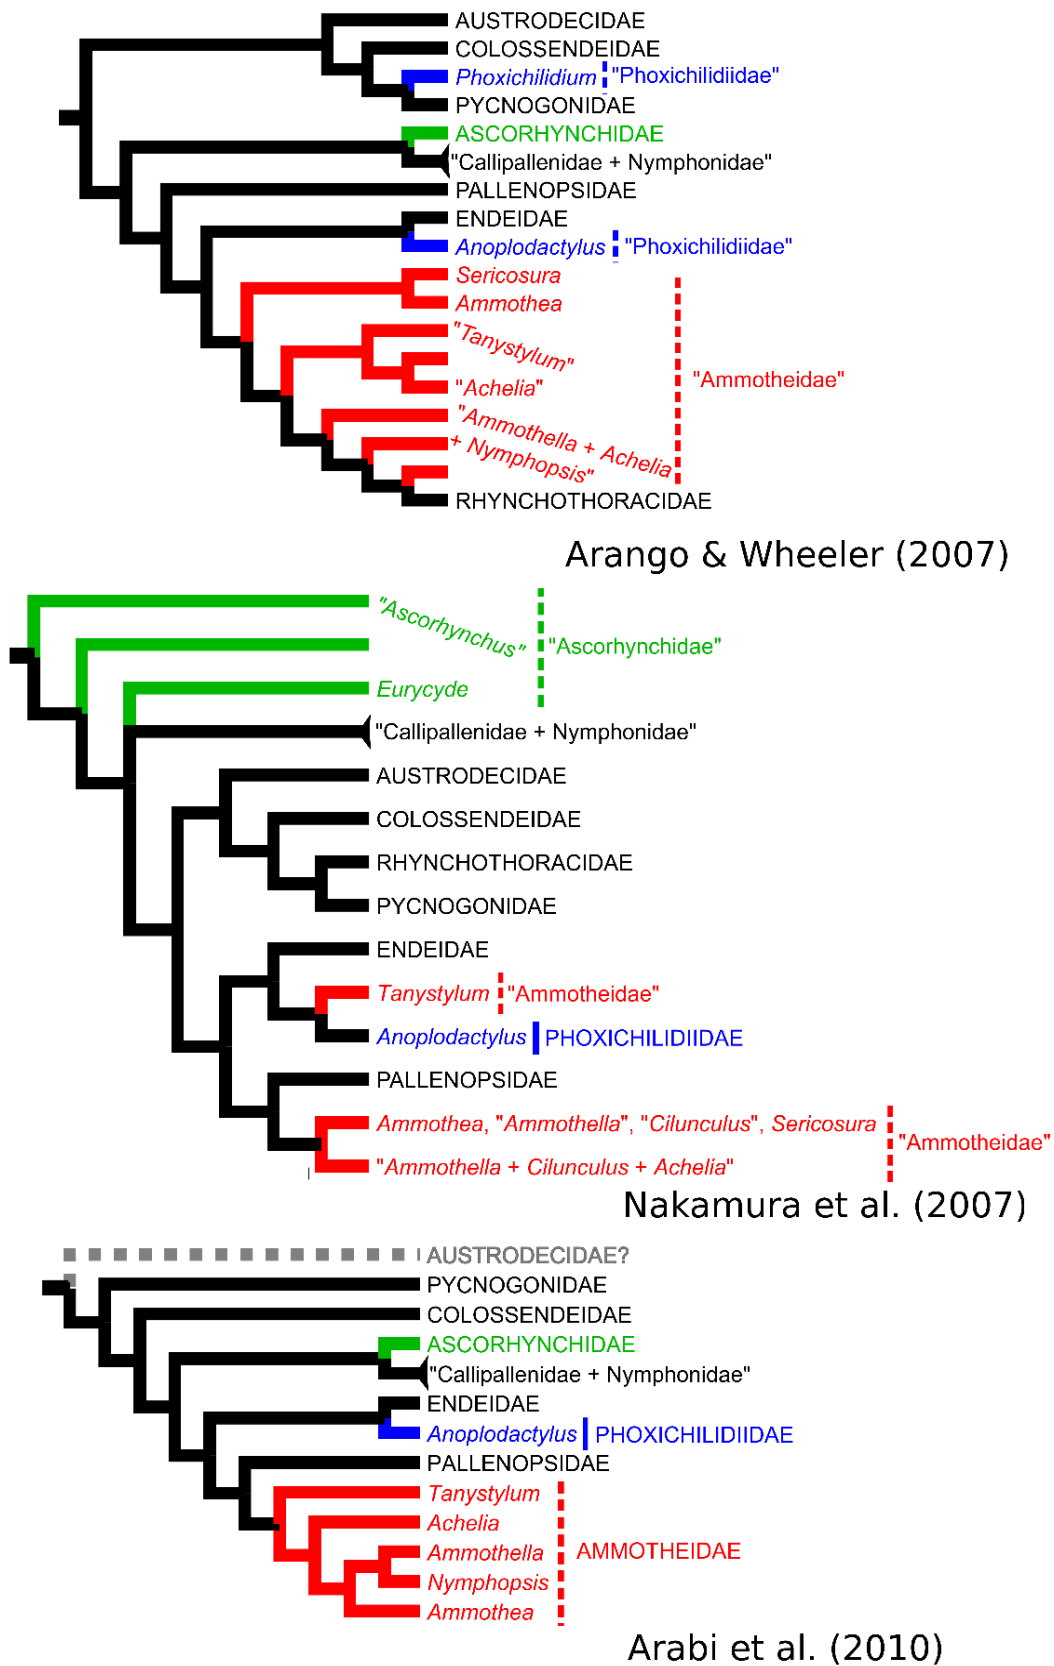 AUSTRODECIDAE
COLOSSENDEIDAE
Phoxichilidium "Phoxichilidiidae"
PYCNOGONIDAE
ASCORHYNCHIDAE
"Callipallenidae + Nymphonidae"
PALLENOPSIDAE
ENDEIDAE
Anoplodactylus "Phoxichilidiidae"
Sericosura
Ammothea
"Tanystylum"
"Achelia"
"Ammotheidae"
"Ammothella + Achelia
+ Nymphopsis"
RHYNCHOTHORACIDAE
Arango & Wheeler (2007)
"Ascorhynchus"
"Ascorhynchidae"
Eurycyde
"Callipallenidae + Nymphonidae"
AUSTRODECIDAE
COLOSSENDEIDAE
RHYNCHOTHORACIDAE
PYCNOGONIDAE
ENDEIDAE
Tanystylum "Ammotheidae"
Anoplodactylus PHOXICHILIDIIDAE
PALLENOPSIDAE
Ammothea, "Ammothella", "Cilunculus", Sericosura
"Ammotheidae"
"Ammothella + Cilunculus + Achelia"
Nakamura et al. (2007)
AUSTRODECIDAE?
PYCNOGONIDAE
COLOSSENDEIDAE
ASCORHYNCHIDAE
"Callipallenidae + Nymphonidae"
ENDEIDAE
Anoplodactylus PHOXICHILIDIIDAE
PALLENOPSIDAE
Tanystylum
Achelia
Ammothella AMMOTHEIDAE
Nymphopsis
Ammothea
Arabi et al. (2010)